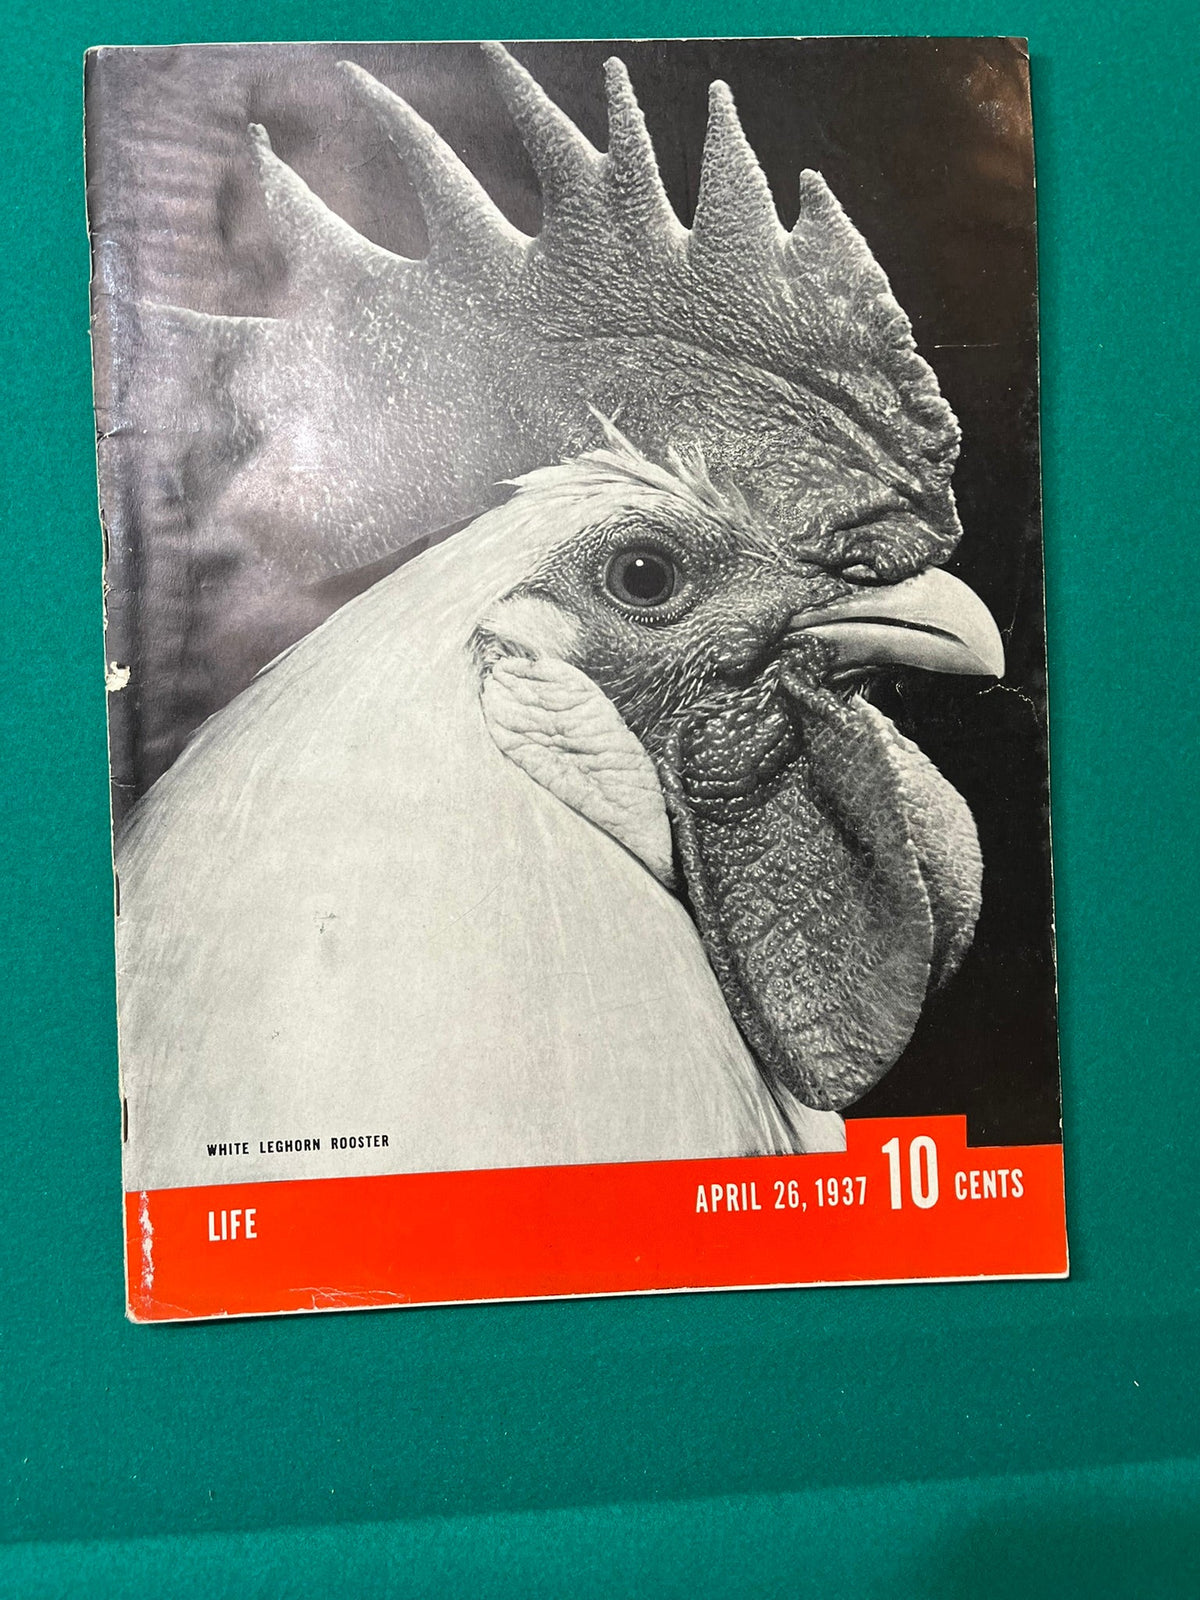 WHITE LEGHORN ROOSTER
LIFE
APRIL 26, 1937 10 CENTS